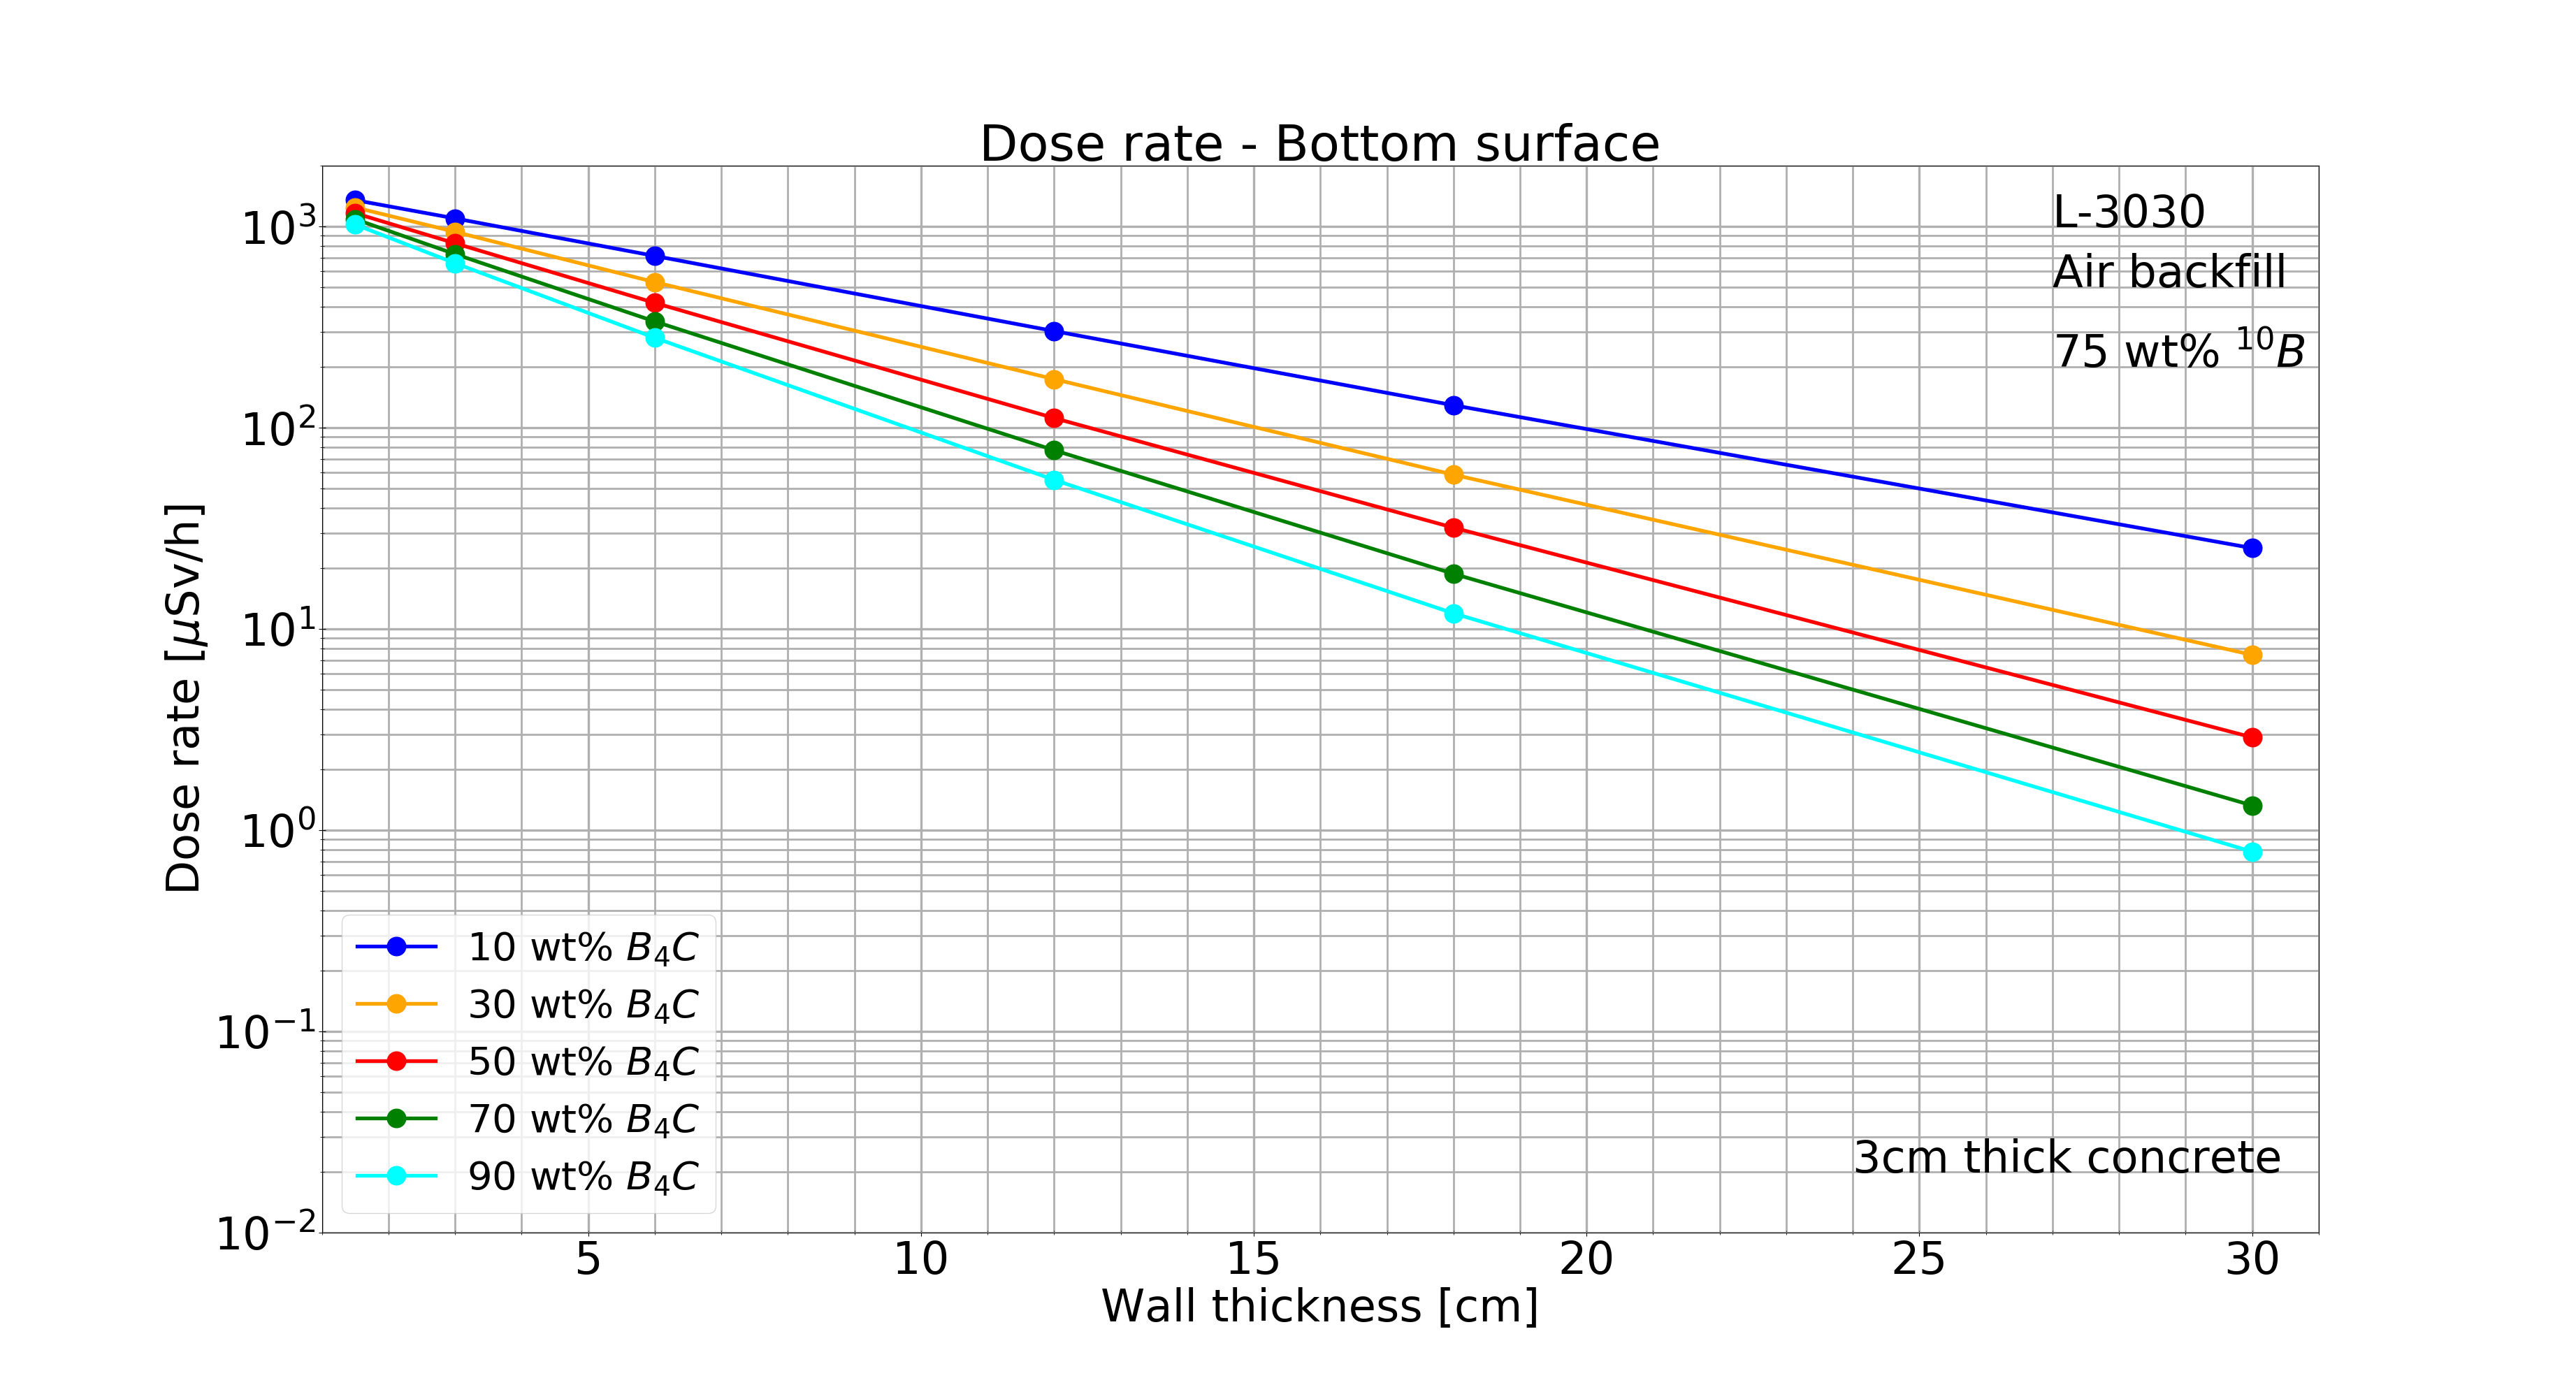 Dose rate - Bottom surface
L-3030
Air backfill
75 wt% ¹⁰B
3cm thick concrete
Dose rate [μSv/h]
10³
10²
10¹
10⁰
10⁻¹
10⁻²
10 wt% B₄C
30 wt% B₄C
50 wt% B₄C
70 wt% B₄C
90 wt% B₄C
5 10 15 20 25 30
Wall thickness [cm]